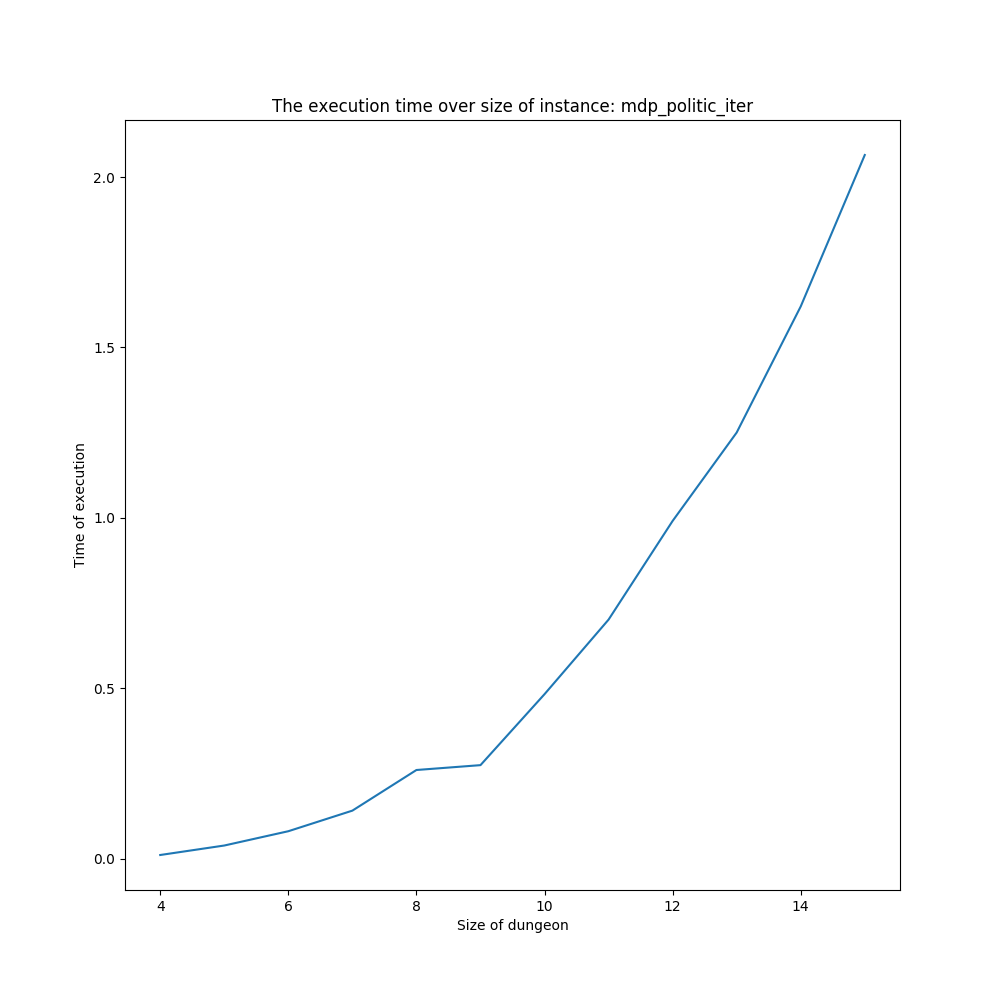 The execution time over size of instance: mdp_politic_iter
2.0
1.5
1.0
0.5
0.0
Time of execution
4 6 8 10 12 14
Size of dungeon